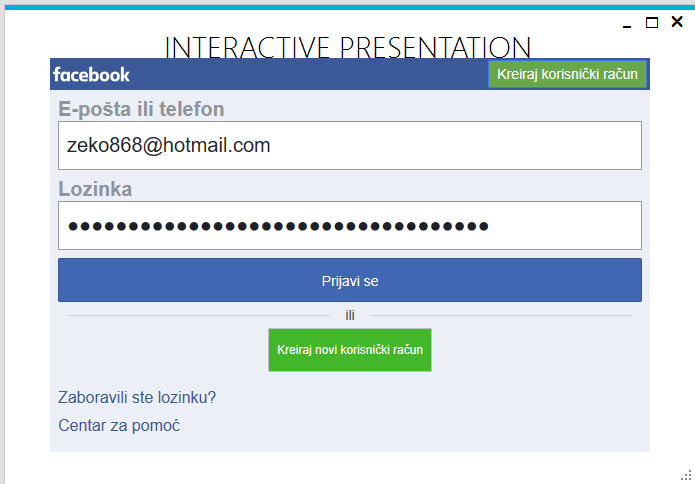 INTERACTIVE PRESENTATION
facebook
Kreiraj korisnički račun
E-pošta ili telefon
zeko868@hotmail.com
Lozinka
●●●●●●●●●●●●●●●●●●●●●●●●●●●●●●●●●●●
Prijavi se
ili
Kreiraj novi korisnički račun
Zaboravili ste lozinku?
Centar za pomoć